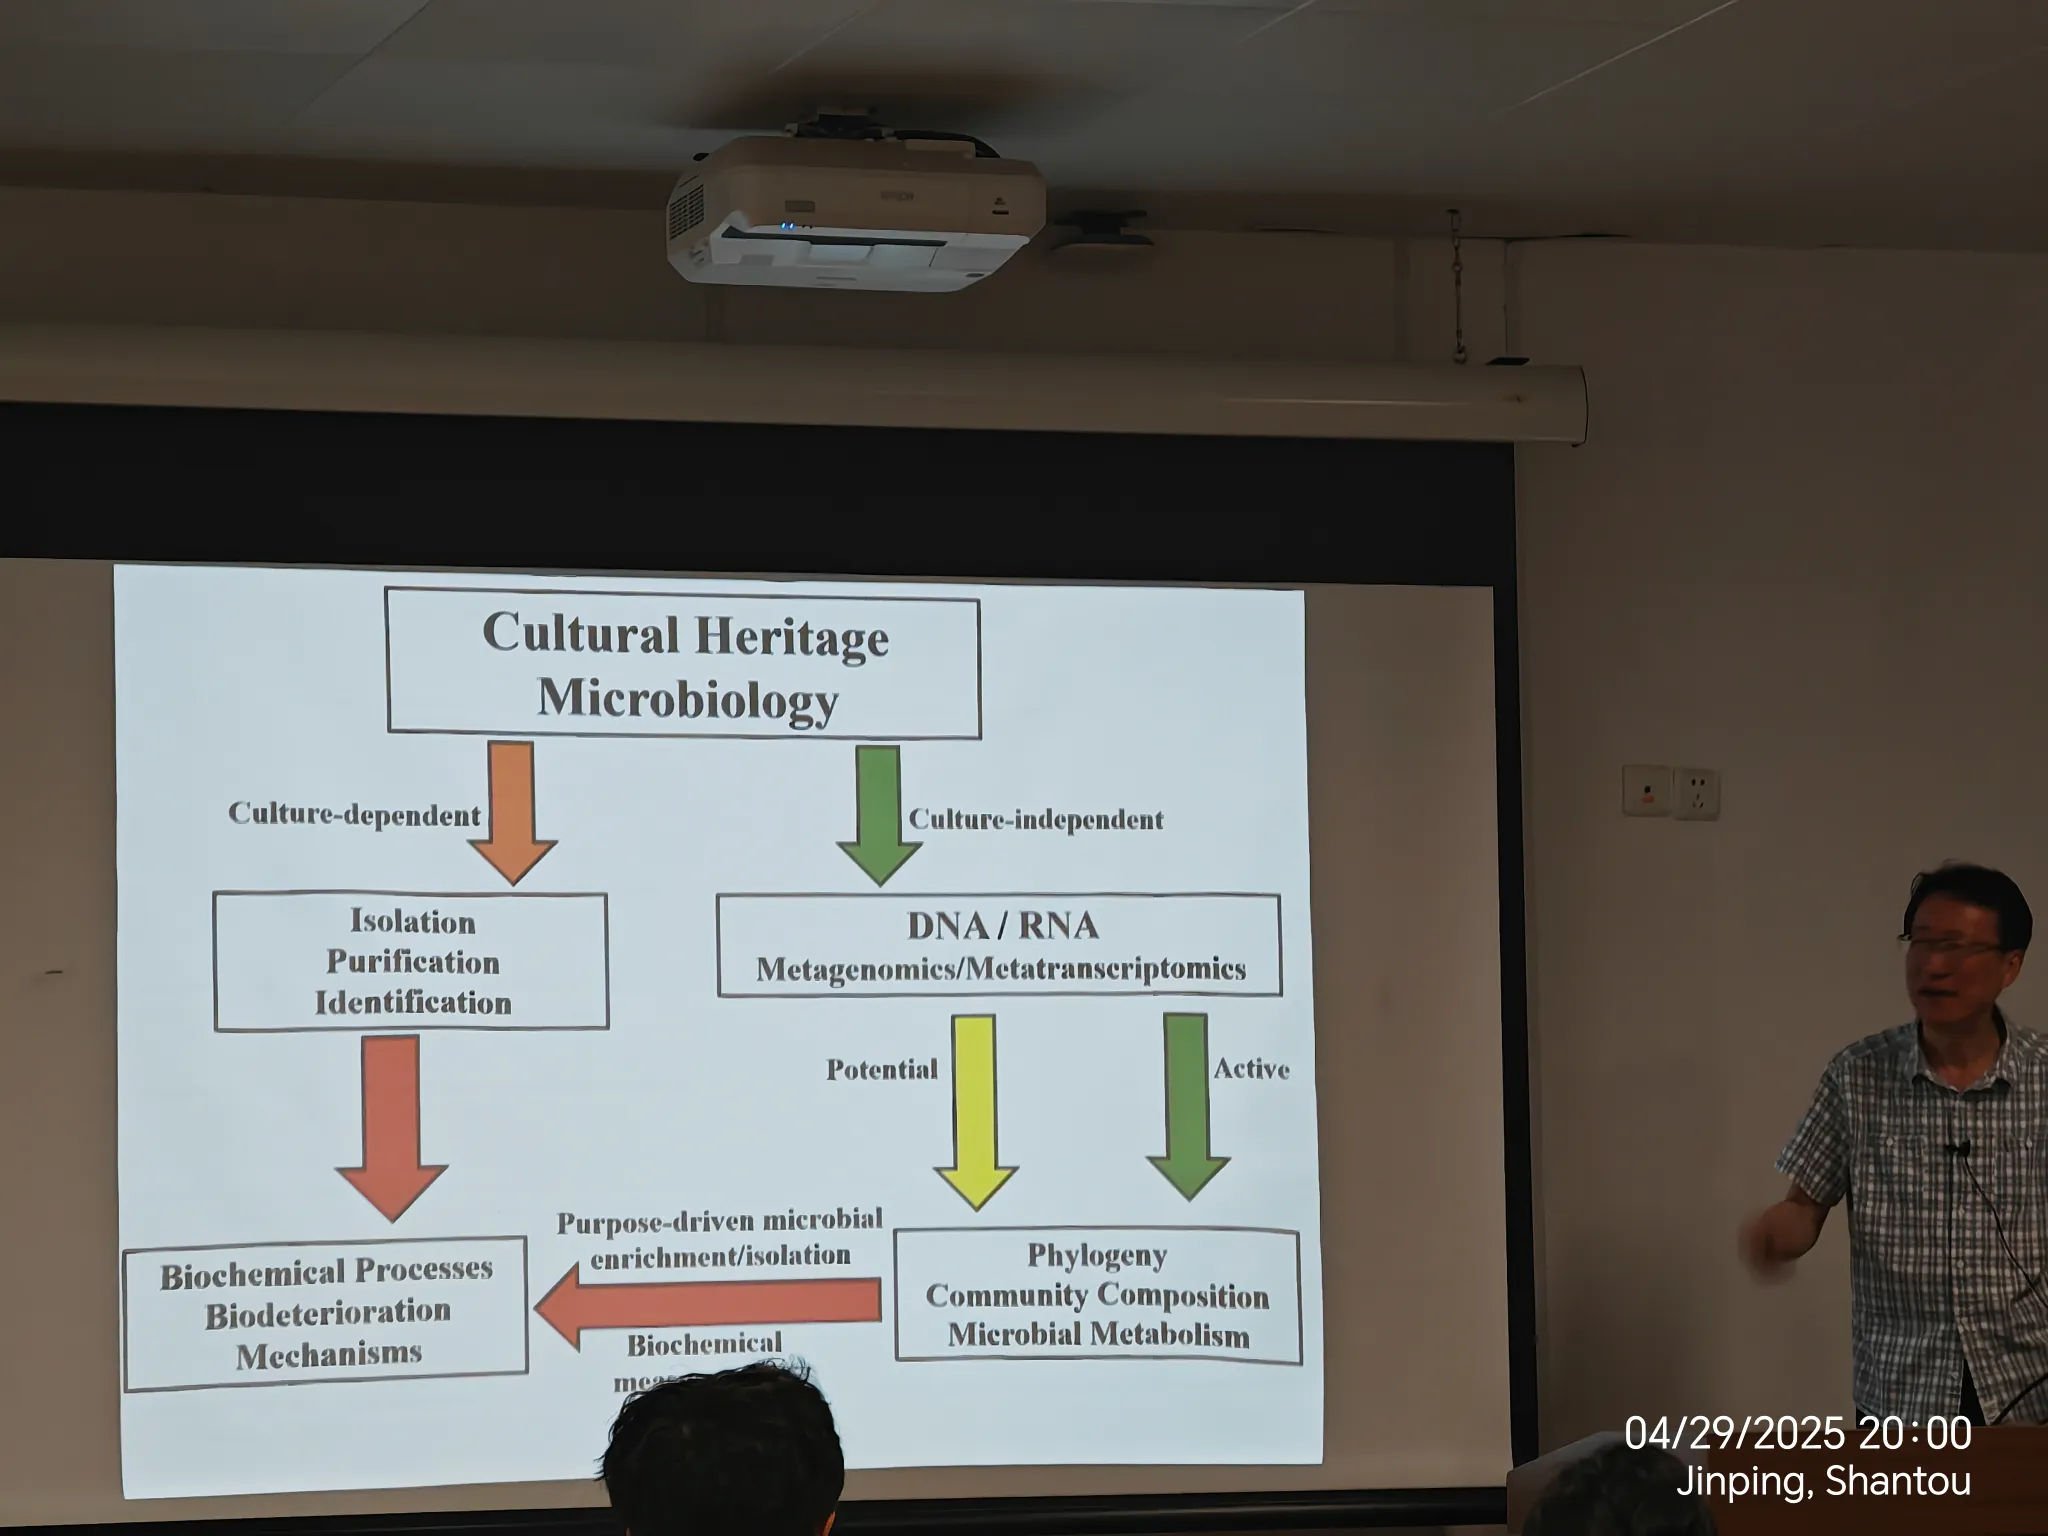 Cultural Heritage
Microbiology
Culture-dependent
Culture-independent
Isolation
Purification
Identification
DNA / RNA
Metagenomics/Metatranscriptomics
Potential
Active
Purpose-driven microbial
enrichment/isolation
Biochemical
Biochemical Processes
Biodeterioration
Mechanisms
Phylogeny
Community Composition
Microbial Metabolism
04/29/2025 20:00
Jinping, Shantou